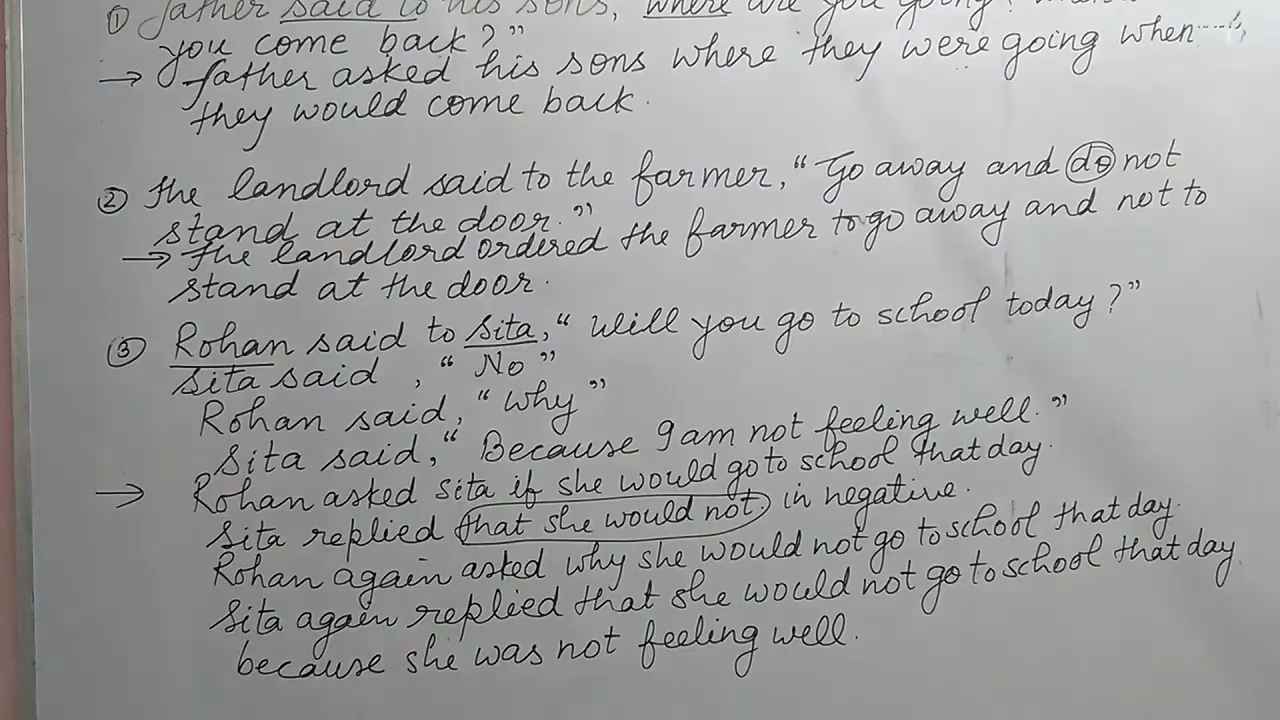 ① father said to his sons, where are you going?
you come back?”
→ father asked his sons where they were going when
they would come back.
② the landlord said to the farmer, “Go away and do not
stand at the door.”
→ the landlord ordered the farmer to go away and not to
stand at the door.
③ Rohan said to Sita, “Will you go to school today?”
Sita said, “No”
Rohan said, “Why”
Sita said, “Because I am not feeling well.”
→ Rohan asked Sita if she would go to school that day.
Sita replied that she would not. in negative.
Rohan again asked why she would not go to school that day.
Sita again replied that she would not go to school that day
because she was not feeling well.